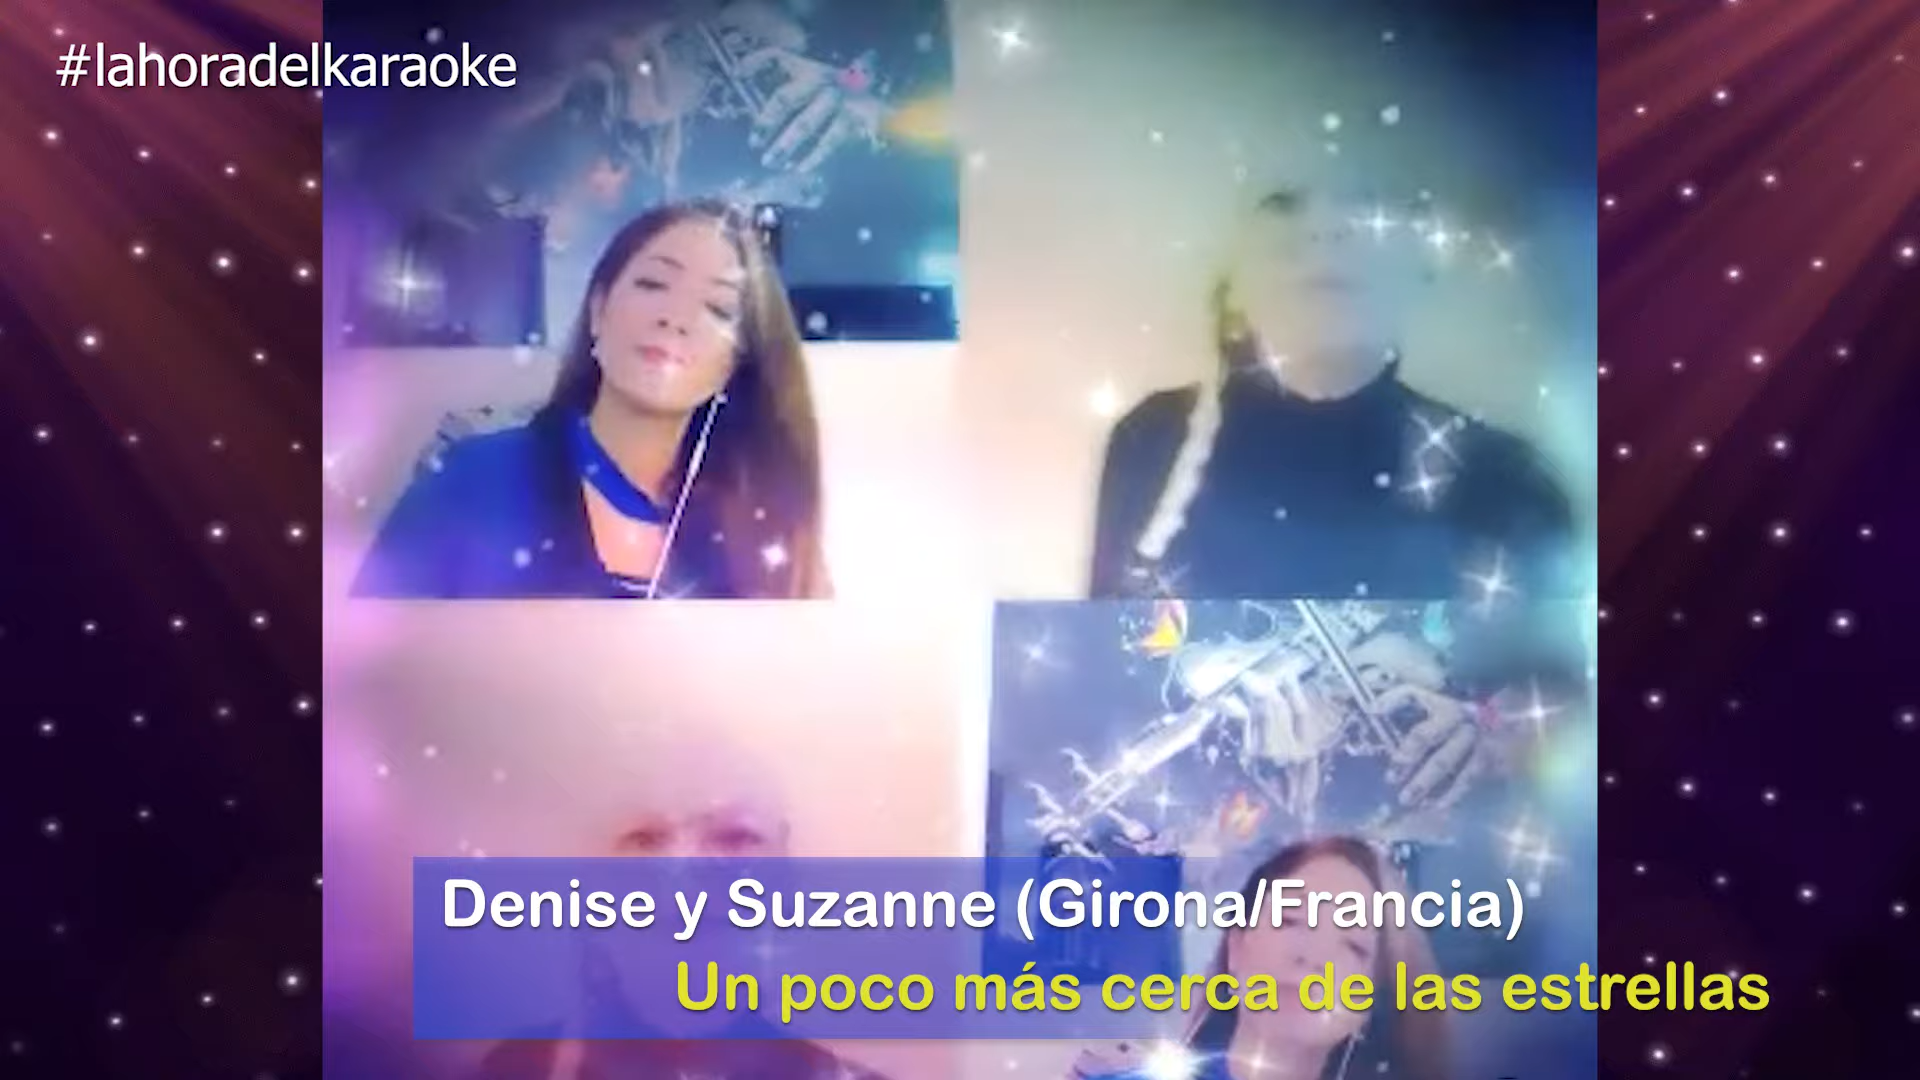 #lahoradelkaraoke
Denise y Suzanne (Girona/Francia)
Un poco más cerca de las estrellas